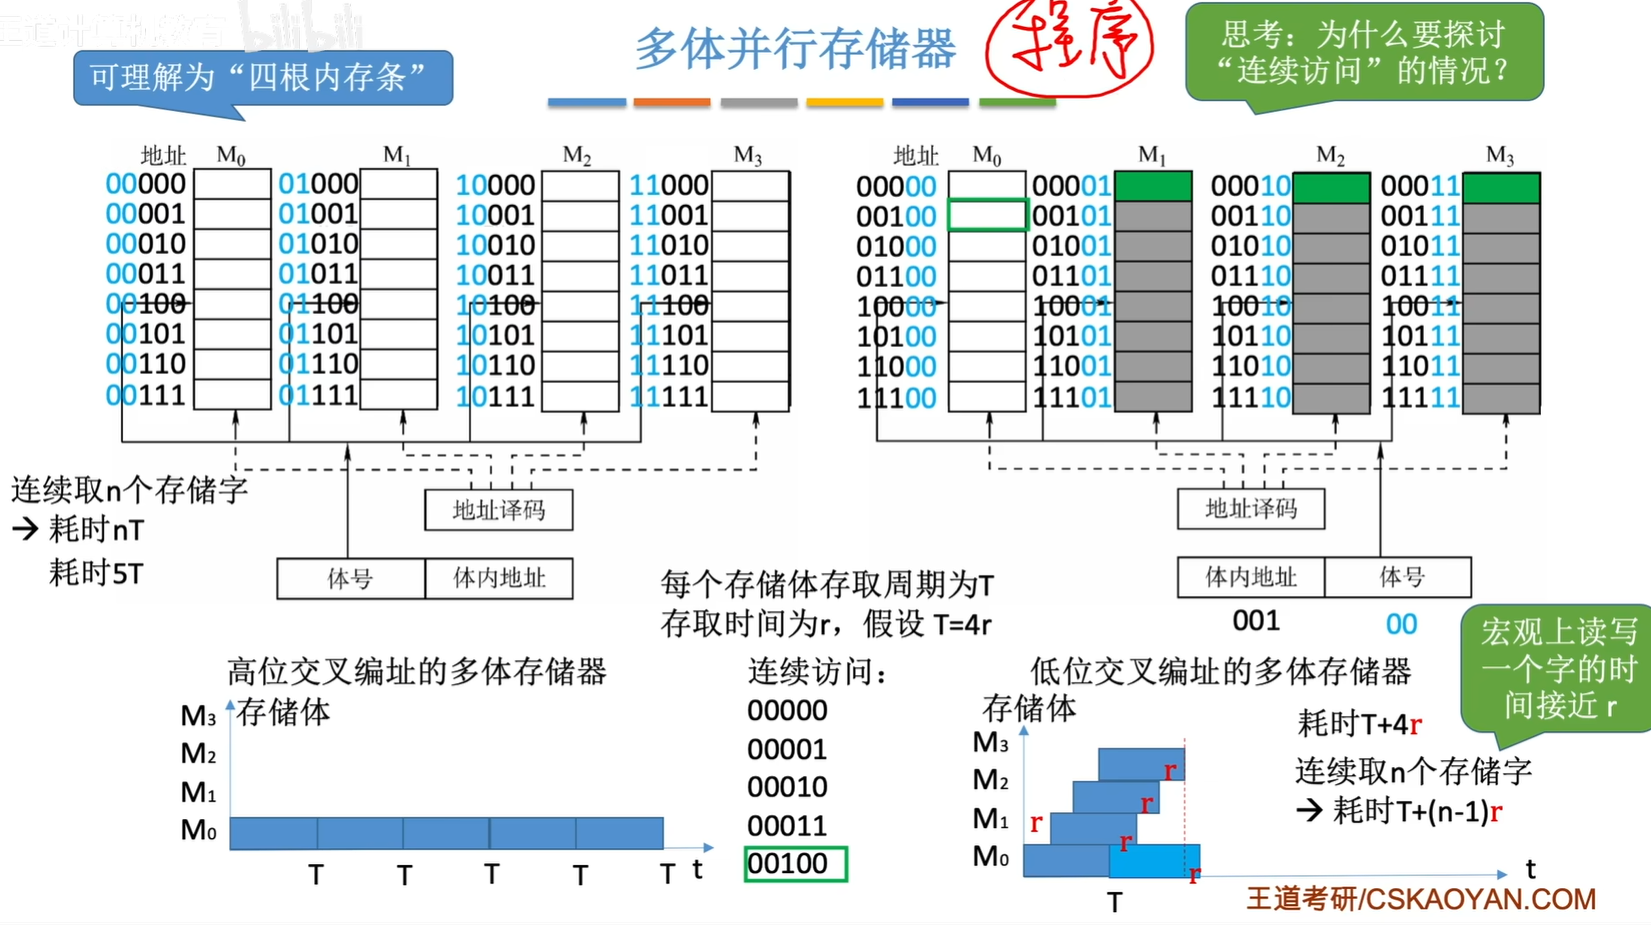 王道计算机教育 bilibili
可理解为“四根内存条”
多体并行存储器
程序
思考：为什么要探讨
“连续访问”的情况？
地址 M₀ M₁ M₂ M₃
00000 01000 10000 11000
00001 01001 10001 11001
00010 01010 10010 11010
00011 01011 10011 11011
00100 01100 10100 11100
00101 01101 10101 11101
00110 01110 10110 11110
00111 01111 10111 11111
地址译码
体号 体内地址
连续取n个存储字
→ 耗时nT
耗时5T
地址 M₀ M₁ M₂ M₃
00000 00001 00010 00011
00100 00101 00110 00111
01000 01001 01010 01011
01100 01101 01110 01111
10000 10001 10010 10011
10100 10101 10110 10111
11000 11001 11010 11011
11100 11101 11110 11111
地址译码
体内地址 体号
001 00
每个存储体存取周期为T
存取时间为r，假设 T=4r
高位交叉编址的多体存储器
存储体
M₃
M₂
M₁
M₀
T T T T T t
连续访问：
00000
00001
00010
00011
00100
低位交叉编址的多体存储器
存储体
M₃ r
M₂ r
M₁ r r
M₀ r
T t
宏观上读写
一个字的时
间接近 r
耗时T+4r
连续取n个存储字
→ 耗时T+(n-1)r
王道考研/CSKAOYAN.COM